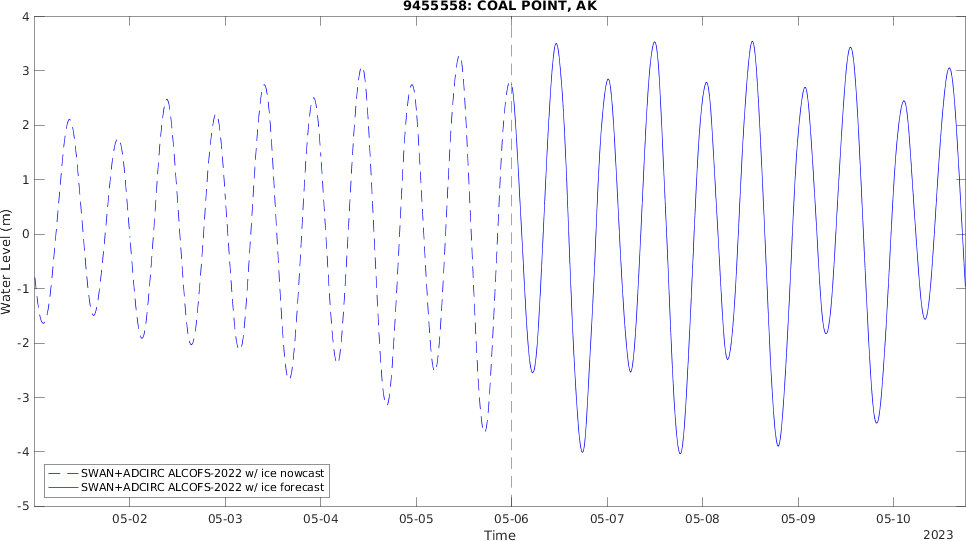 9455558: COAL POINT, AK
4
3
2
1
0
-1
-2
-3
-4
-5
Water Level (m)
SWAN+ADCIRC ALCOFS-2022 w/ ice nowcast
SWAN+ADCIRC ALCOFS-2022 w/ ice forecast
05-02 05-03 05-04 05-05 05-06 05-07 05-08 05-09 05-10
Time
2023